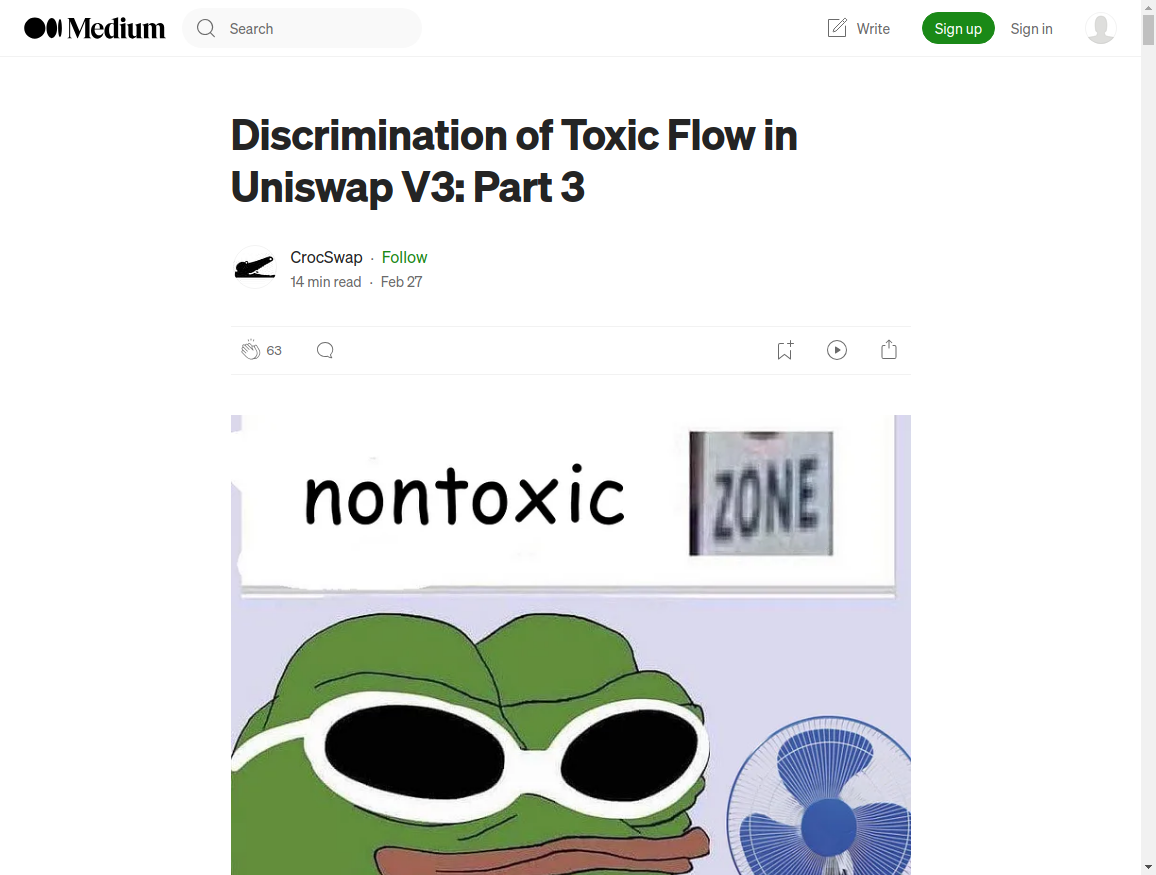 Medium
Search
Write
Sign up
Sign in
Discrimination of Toxic Flow in
Uniswap V3: Part 3
CrocSwap · Follow
14 min read · Feb 27
63
nontoxic ZONE